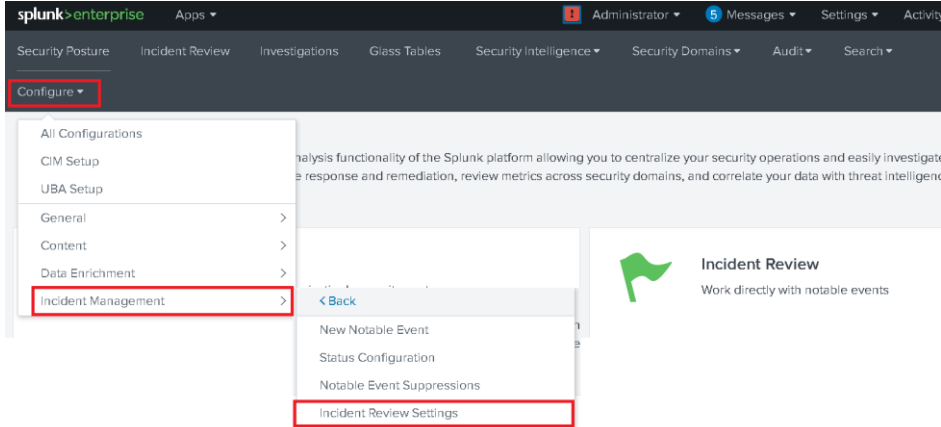 splunk>enterprise Apps ! Administrator 5 Messages Settings Activity
Security Posture Incident Review Investigations Glass Tables Security Intelligence Security Domains Audit Search
Configure
All Configurations
CIM Setup
nalysis functionality of the Splunk platform allowing you to centralize your security operations and easily investigate
UBA Setup
e response and remediation, review metrics across security domains, and correlate your data with threat intelligenc
General
Content
Data Enrichment
Incident Management
< Back
New Notable Event
Status Configuration
Notable Event Suppressions
Incident Review Settings
Incident Review
Work directly with notable events